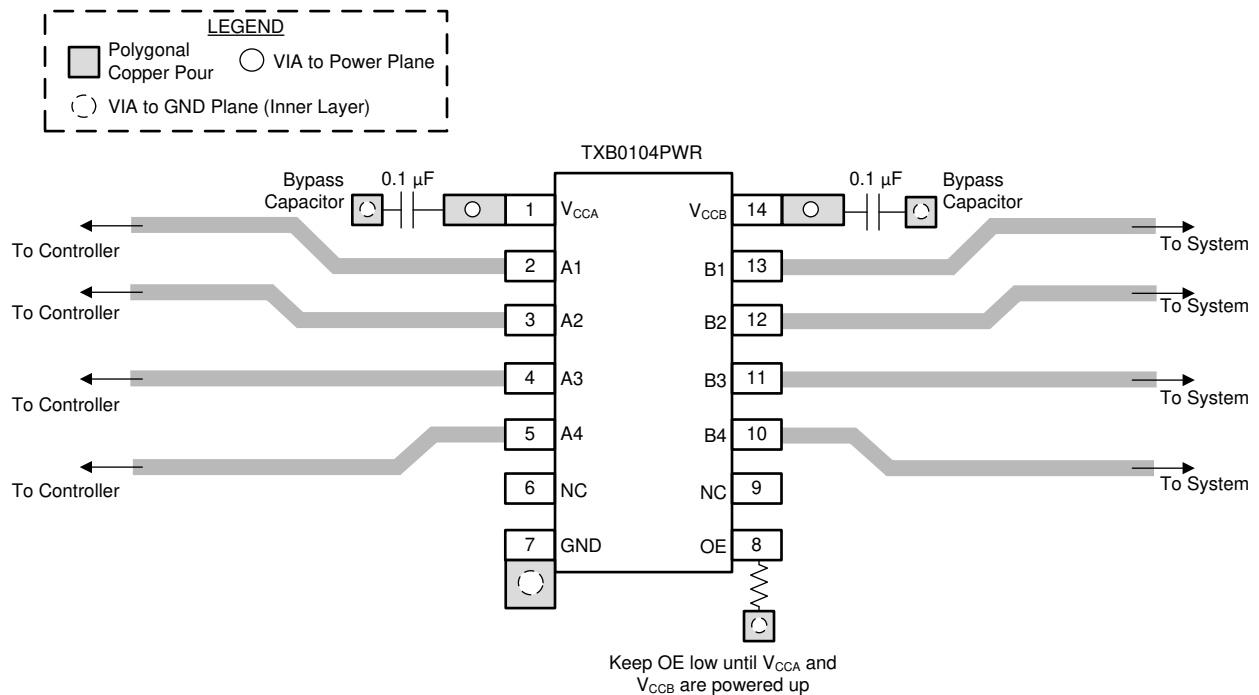 LEGEND
Polygonal
Copper Pour
VIA to Power Plane
VIA to GND Plane (Inner Layer)
TXB0104PWR
Bypass
Capacitor
0.1 µF
0.1 µF
Bypass
Capacitor
1 VCCA
VCCB 14
To Controller
2 A1
B1 13
To System
To Controller
3 A2
B2 12
To System
To Controller
4 A3
B3 11
To System
To Controller
5 A4
B4 10
To System
6 NC
NC 9
7 GND
OE 8
Keep OE low until VCCA and
VCCB are powered up